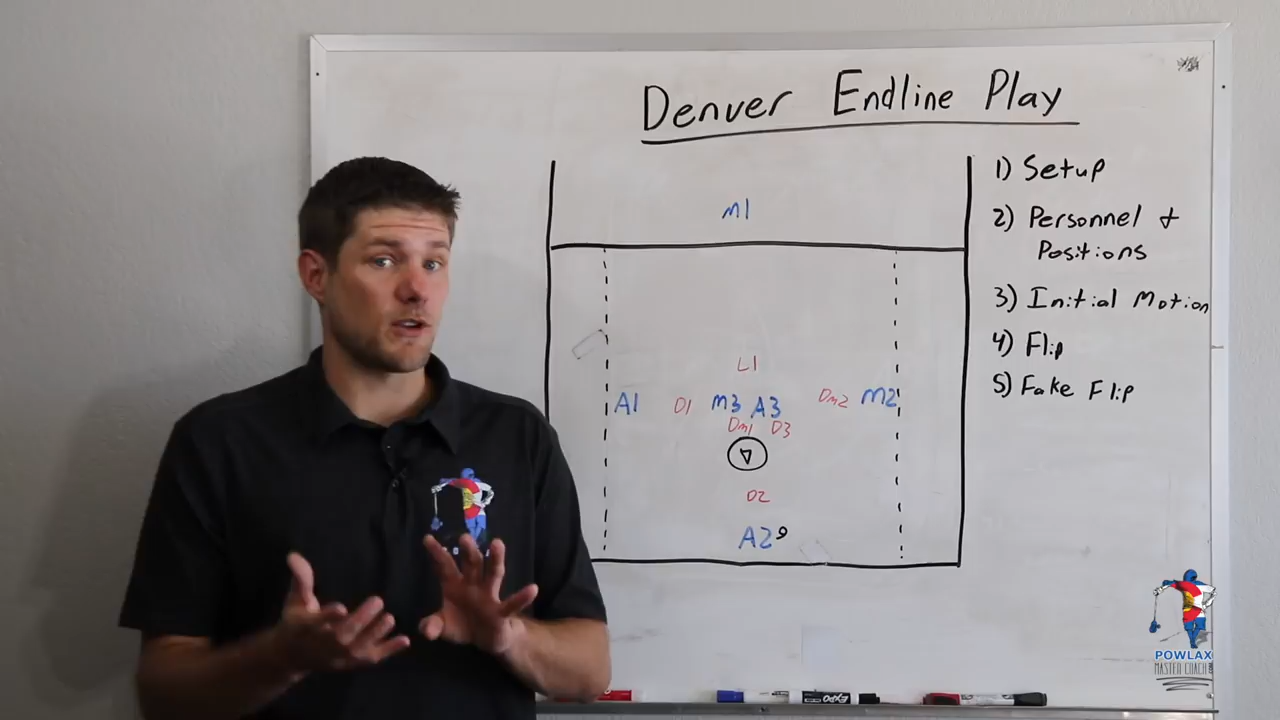 Denver Endline Play
1) Setup
2) Personnel +
Positions
3) Initial Motion
4) Flip
5) Fake Flip
M1
L1
A1 D1 M3 A3 Dm2 M2
Dm1 D3
D2
A2
EXPO
POWLAX
MASTER COACH